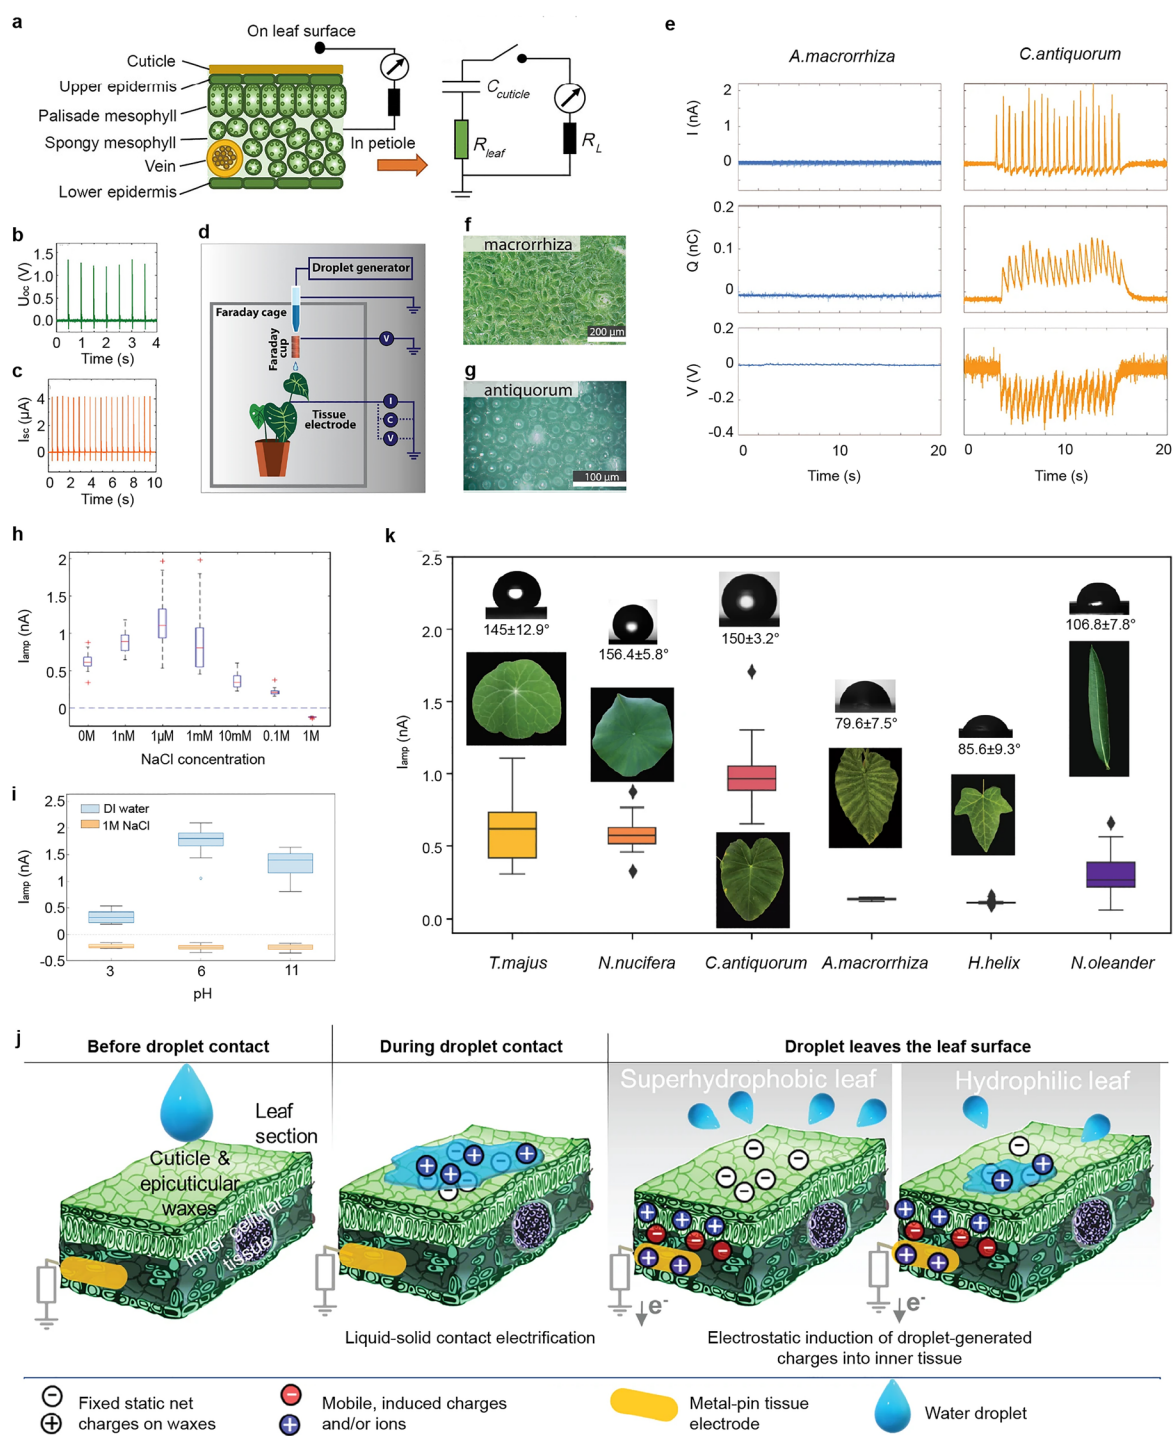 a
On leaf surface
Cuticle
Upper epidermis
Palisade mesophyll
Spongy mesophyll
Vein
Lower epidermis
In petiole
C cuticle
R leaf
R L
b
Uoc (V)
1.5
1.0
0.5
0.0
0 1 2 3 4
Time (s)
c
Isc (µA)
4
2
0
0 2 4 6 8 10
Time (s)
d
Droplet generator
Faraday cage
Faraday cup
V
Tissue electrode
I
C
V
e
A.macrorrhiza
C.antiquorum
I (nA)
2
1
0
Q (nC)
0.2
0.1
0
V (V)
0.2
0
-0.2
-0.4
0 10 20
0 10 20
Time (s)
Time (s)
f
macrorrhiza
200 µm
g
antiquorum
100 µm
h
Iamp (nA)
2
1.5
1
0.5
0
0M 1nM 1µM 1mM 10mM 0.1M 1M
NaCl concentration
i
Iamp (nA)
2.5
2
1.5
1
0.5
0
-0.5
DI water
1M NaCl
3 6 11
pH
k
Iamp (nA)
2.5
2.0
1.5
1.0
0.5
0.0
145±12.9°
156.4±5.8°
150±3.2°
79.6±7.5°
85.6±9.3°
106.8±7.8°
T.majus N.nucifera C.antiquorum A.macrorrhiza H.helix N.oleander
j
Before droplet contact
During droplet contact
Droplet leaves the leaf surface
Superhydrophobic leaf
Hydrophilic leaf
Leaf
section
Cuticle &
epicuticular
waxes
inner cellular
tissue
e-
e-
Liquid-solid contact electrification
Electrostatic induction of droplet-generated
charges into inner tissue
Fixed static net
charges on waxes
Mobile, induced charges
and/or ions
Metal-pin tissue
electrode
Water droplet